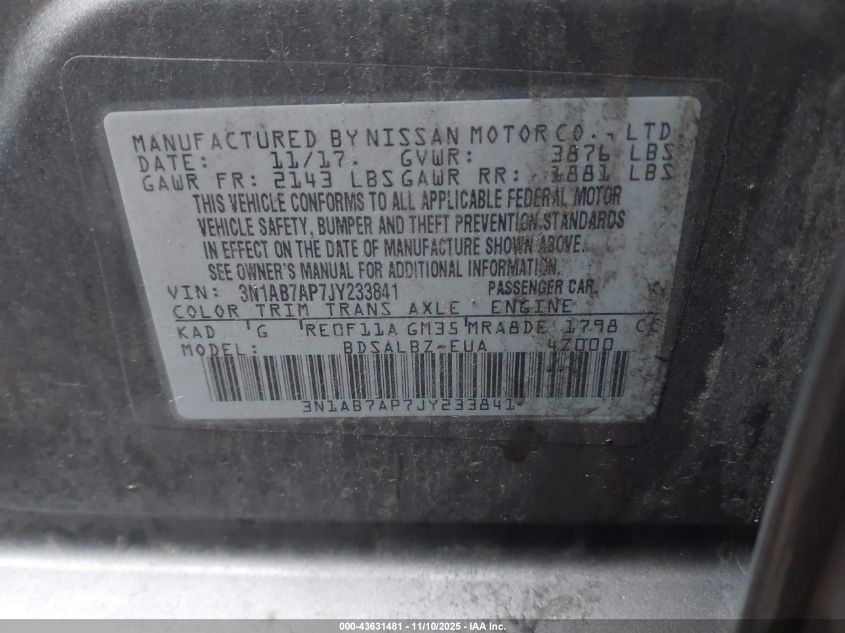 MANUFACTURED BY NISSAN MOTOR CO., LTD.
DATE: 11/17. GVWR: 3876 LBS
GAWR FR: 2143 LBS GAWR RR: 1881 LBS
THIS VEHICLE CONFORMS TO ALL APPLICABLE FEDERAL MOTOR
VEHICLE SAFETY, BUMPER AND THEFT PREVENTION STANDARDS
IN EFFECT ON THE DATE OF MANUFACTURE SHOWN ABOVE.
SEE OWNER'S MANUAL FOR ADDITIONAL INFORMATION.
VIN: 3N1AB7AP7JY233841 PASSENGER CAR.
COLOR TRIM TRANS AXLE ENGINE
KAD G RE0F11A GM35 MRA8DE 1798 CC
MODEL: BDSALBZ-EUA 4Z000
3N1AB7AP7JY233841
000-43631481 - 11/10/2025 - IAA Inc.